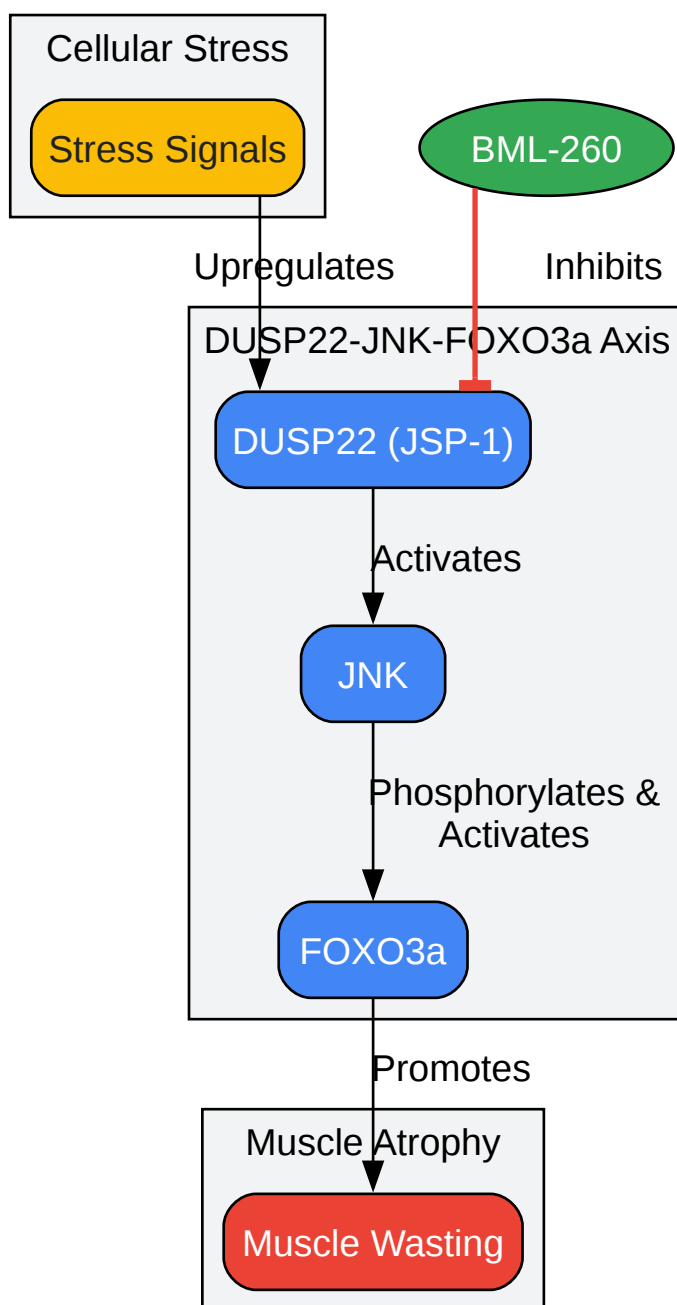 Cellular Stress
Stress Signals
BML-260
Upregulates
Inhibits
DUSP22-JNK-FOXO3a Axis
DUSP22 (JSP-1)
Activates
JNK
Phosphorylates &
Activates
FOXO3a
Promotes
Muscle Atrophy
Muscle Wasting